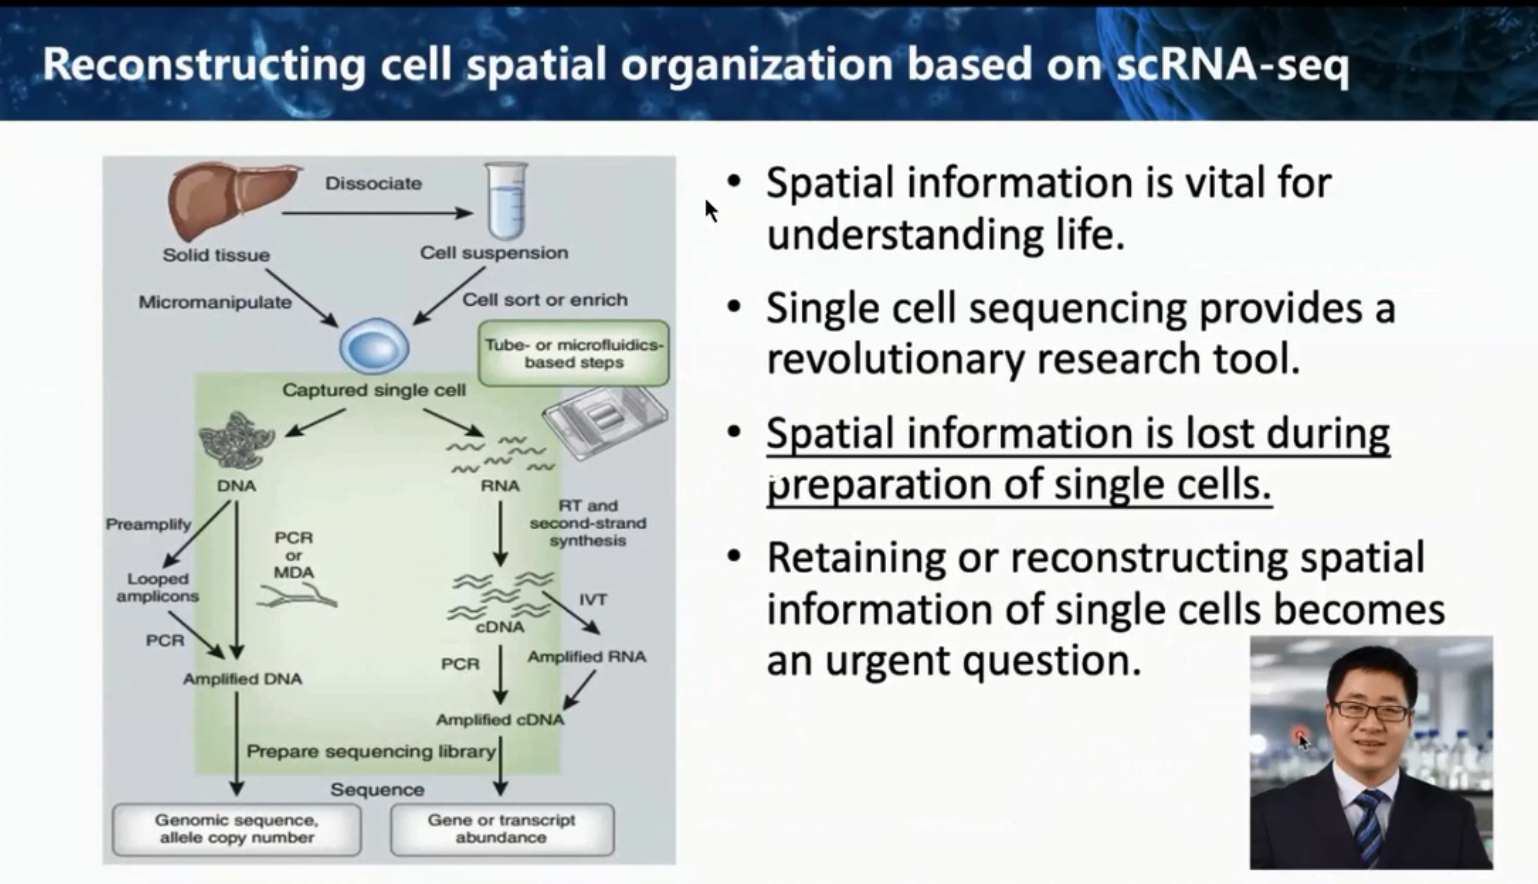 Reconstructing cell spatial organization based on scRNA-seq
Dissociate
Solid tissue
Cell suspension
Micromanipulate
Cell sort or enrich
Tube- or microfluidics-
based steps
Captured single cell
DNA
RNA
Preamplify
PCR
or
MDA
RT and
second-strand
synthesis
Looped
amplicons
IVT
cDNA
PCR
PCR
Amplified RNA
Amplified DNA
Amplified cDNA
Prepare sequencing library
Sequence
Genomic sequence,
allele copy number
Gene or transcript
abundance
• Spatial information is vital for
understanding life.
• Single cell sequencing provides a
revolutionary research tool.
• Spatial information is lost during
preparation of single cells.
• Retaining or reconstructing spatial
information of single cells becomes
an urgent question.